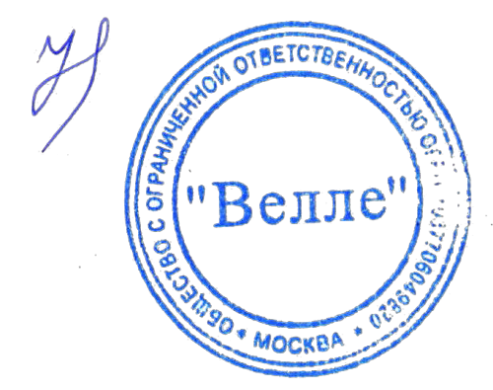 ОБЩЕСТВО С ОГРАНИЧЕННОЙ ОТВЕТСТВЕННОСТЬЮ
"Велле"
* МОСКВА *